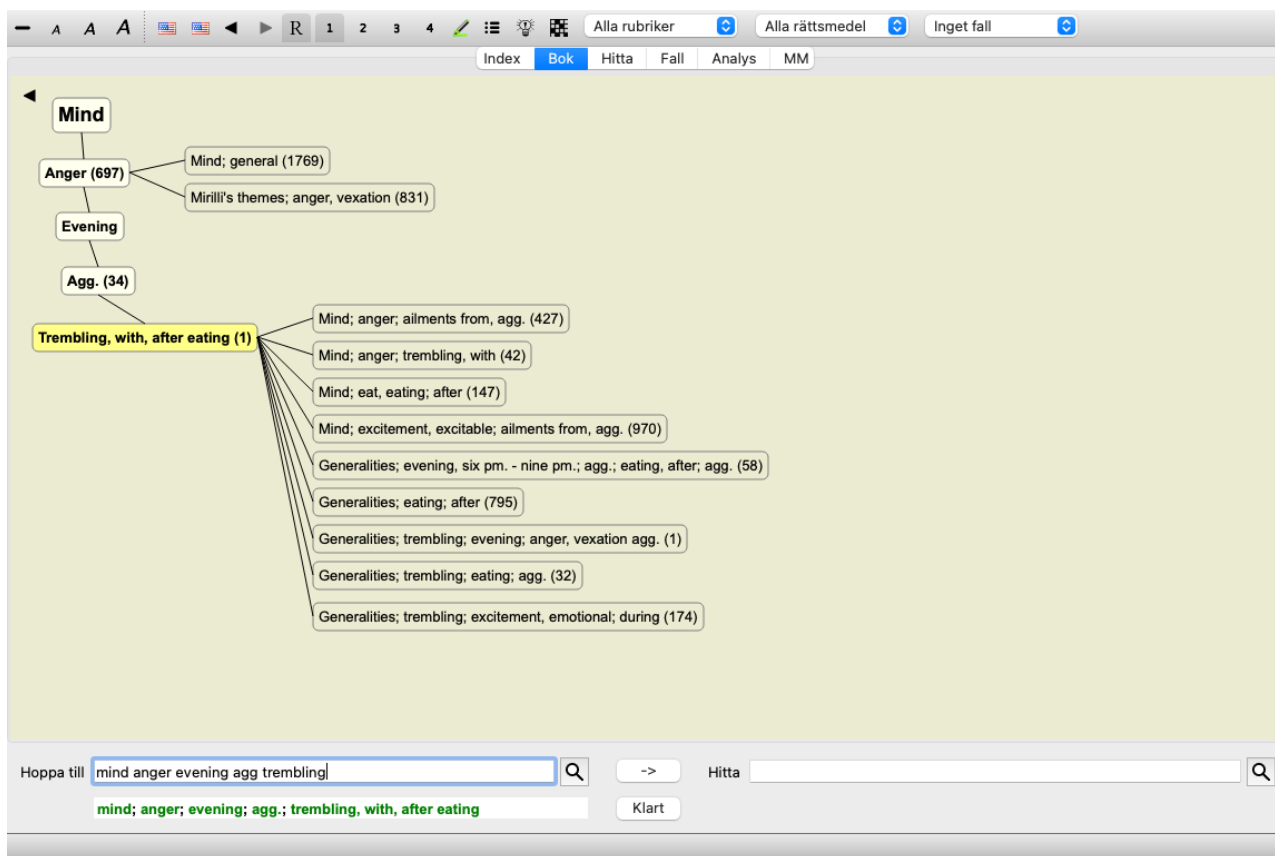 A A A R 1 2 3 4 Alla rubriker Alla rättsmedel Inget fall
Index Bok Hitta Fall Analys MM
Mind
Anger (697)
Mind; general (1769)
Mirilli's themes; anger, vexation (831)
Evening
Agg. (34)
Trembling, with, after eating (1)
Mind; anger; ailments from, agg. (427)
Mind; anger; trembling, with (42)
Mind; eat, eating; after (147)
Mind; excitement, excitable; ailments from, agg. (970)
Generalities; evening, six pm. - nine pm.; agg.; eating, after; agg. (58)
Generalities; eating; after (795)
Generalities; trembling; evening; anger, vexation agg. (1)
Generalities; trembling; eating; agg. (32)
Generalities; trembling; excitement, emotional; during (174)
Hoppa till mind anger evening agg trembling -> Hitta
mind; anger; evening; agg.; trembling, with, after eating Klart